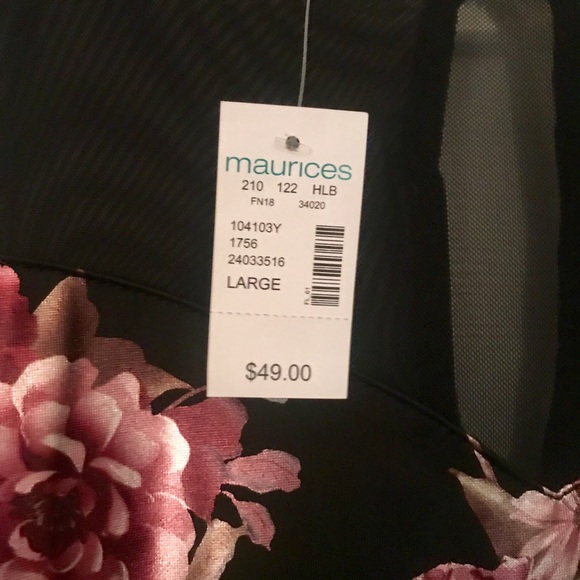 maurices
210 122 HLB
FN18 34020
104103Y
1756
24033516
LARGE
$49.00